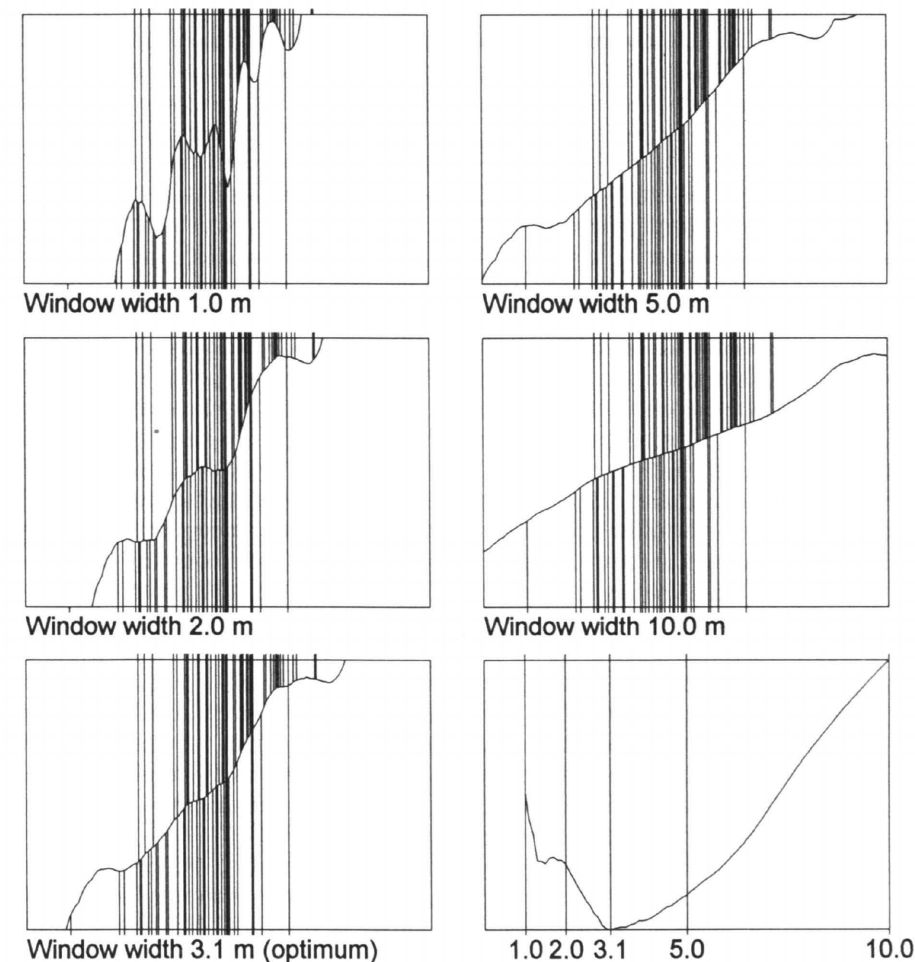 Window width 1.0 m
Window width 5.0 m
Window width 2.0 m
Window width 10.0 m
Window width 3.1 m (optimum)
1.0 2.0 3.1 5.0 10.0